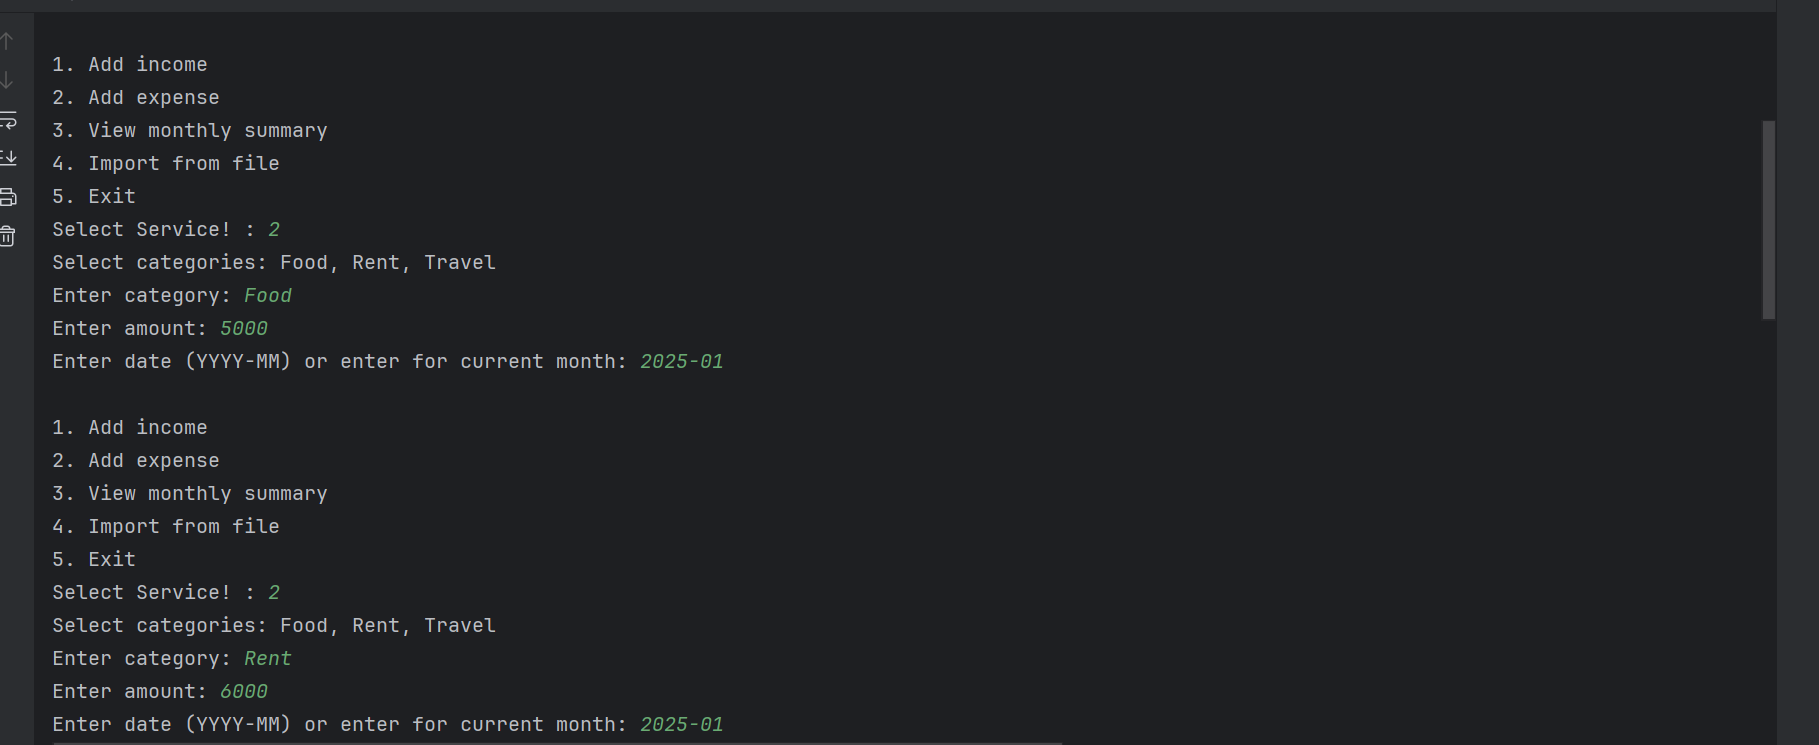 1. Add income
2. Add expense
3. View monthly summary
4. Import from file
5. Exit
Select Service! : 2
Select categories: Food, Rent, Travel
Enter category: Food
Enter amount: 5000
Enter date (YYYY-MM) or enter for current month: 2025-01
1. Add income
2. Add expense
3. View monthly summary
4. Import from file
5. Exit
Select Service! : 2
Select categories: Food, Rent, Travel
Enter category: Rent
Enter amount: 6000
Enter date (YYYY-MM) or enter for current month: 2025-01